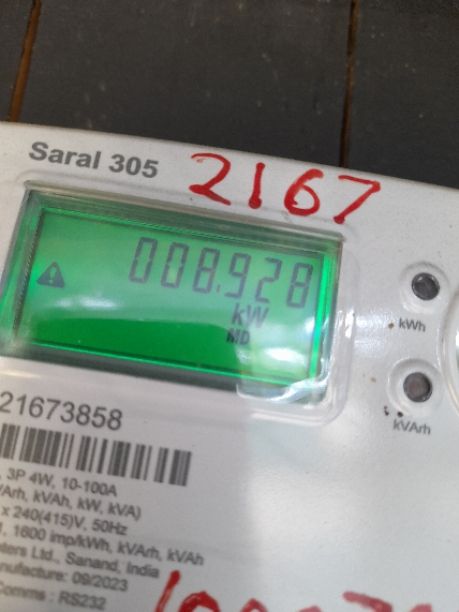 Saral 305
2167
008.928
kW
MD
kWh
kVArh
21673858
, 3P 4W, 10-100A
VArh, kVAh, kW, kVA)
x 240(415)V, 50Hz
1, 1600 imp/kWh, kVArh, kVAh
eters Ltd., Sanand, India
nufacture: 09/2023
Comms : RS232